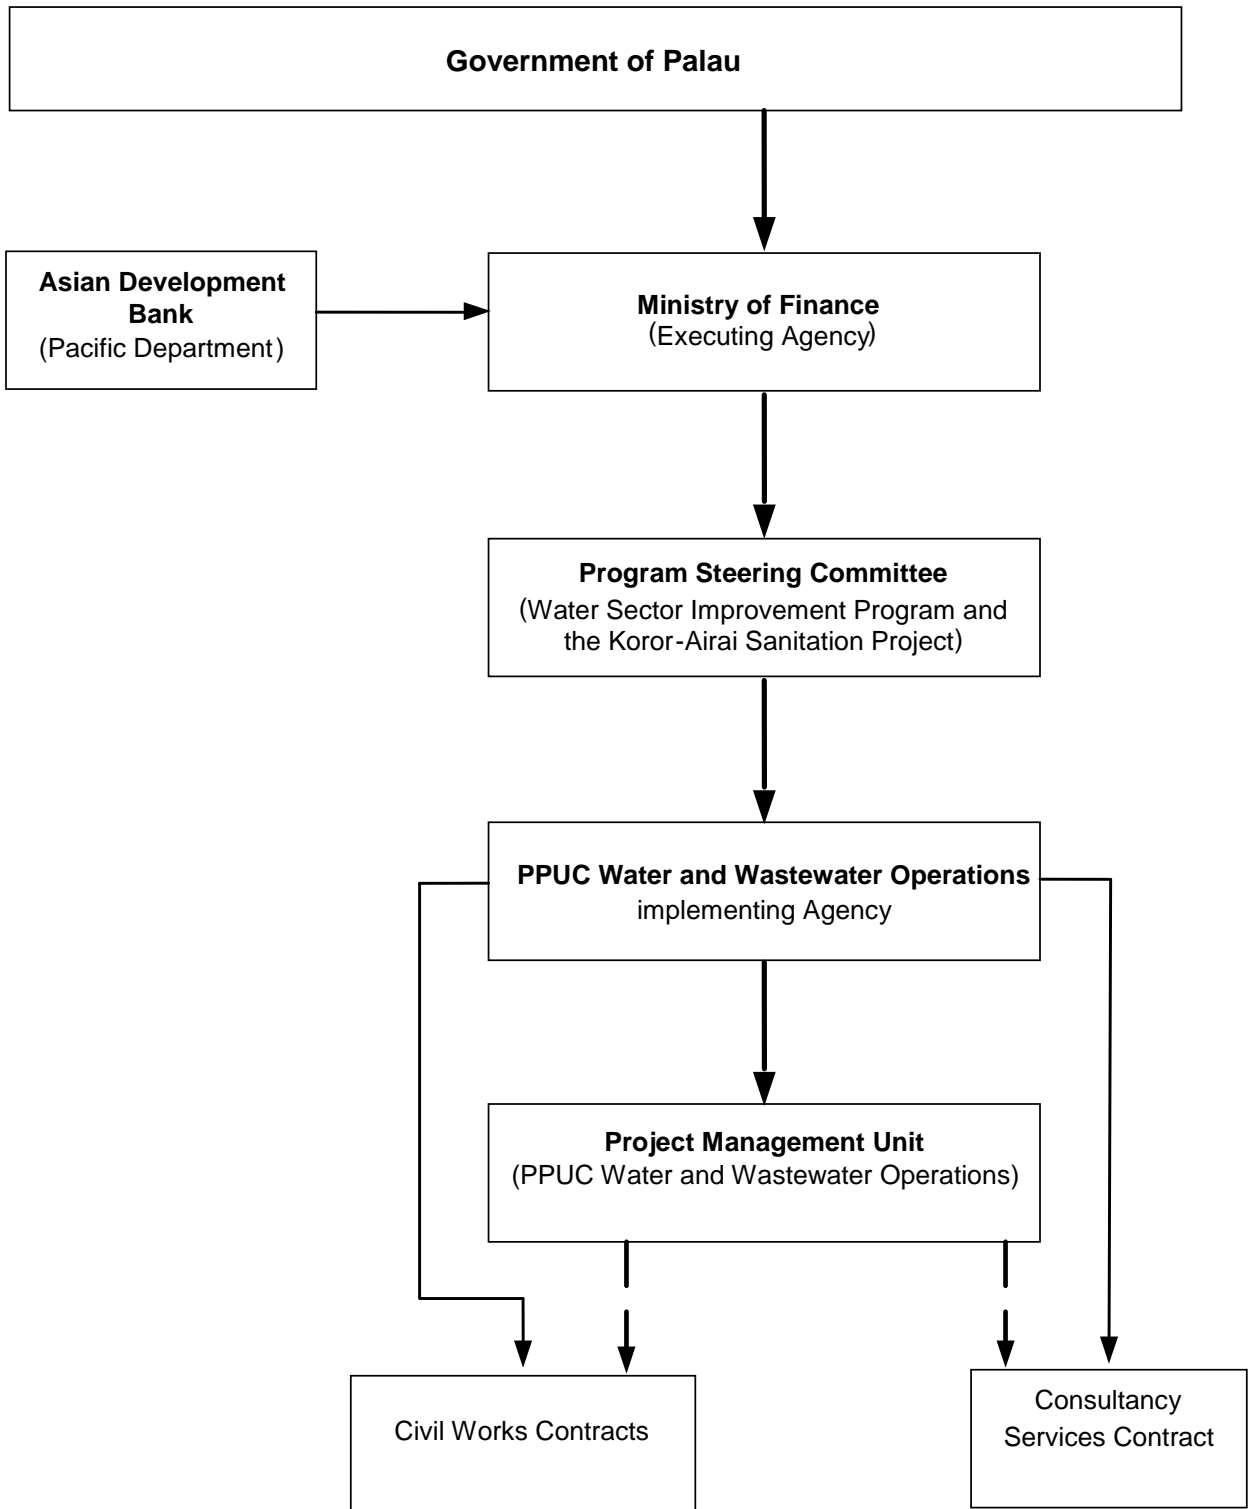 Government of Palau
Asian Development
Bank
(Pacific Department)
Ministry of Finance
(Executing Agency)
Program Steering Committee
(Water Sector Improvement Program and
the Koror-Airai Sanitation Project)
PPUC Water and Wastewater Operations
implementing Agency
Project Management Unit
(PPUC Water and Wastewater Operations)
Civil Works Contracts
Consultancy
Services Contract